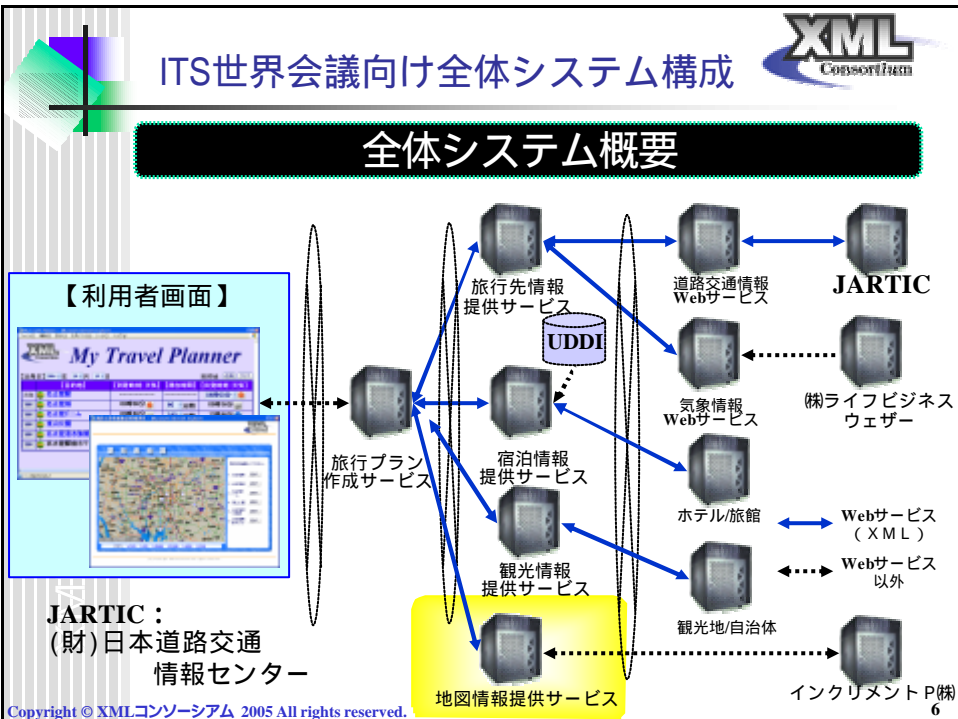 ITS世界会議向け全体システム構成
XML
Consortium
全体システム概要
【利用者画面】
My Travel Planner
旅行プラン
作成サービス
旅行先情報
提供サービス
UDDI
宿泊情報
提供サービス
観光情報
提供サービス
地図情報提供サービス
道路交通情報
Webサービス
JARTIC
気象情報
Webサービス
㈱ライフビジネス
ウェザー
ホテル/旅館
観光地/自治体
Webサービス
(XML)
Webサービス
以外
インクリメントP㈱
JARTIC:
(財)日本道路交通
情報センター
Copyright © XMLコンソーシアム 2005 All rights reserved.
6